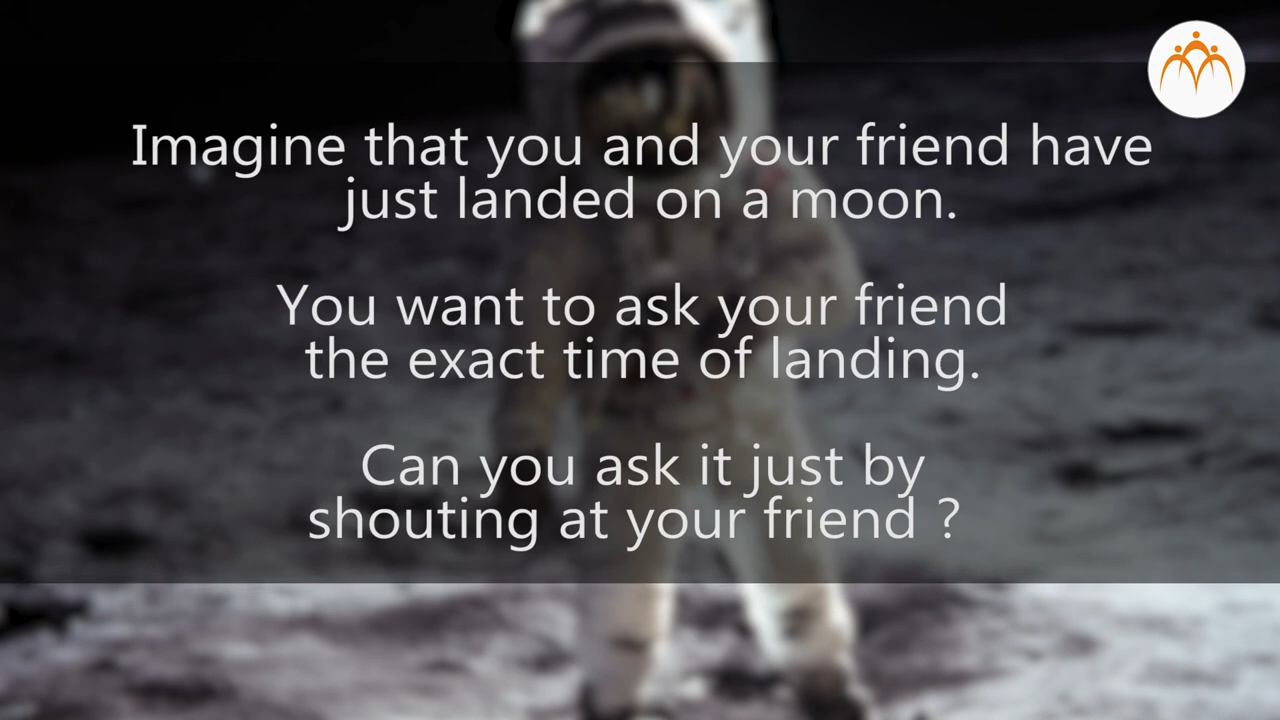 Imagine that you and your friend have
just landed on a moon.
You want to ask your friend
the exact time of landing.
Can you ask it just by
shouting at your friend ?